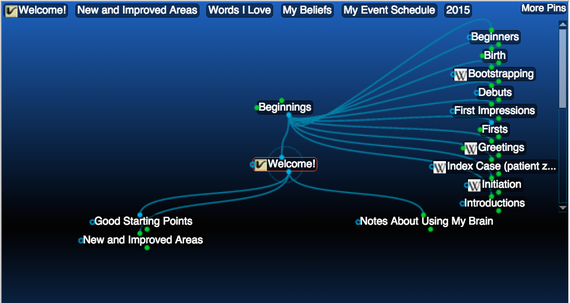 Welcome! New and Improved Areas Words I Love My Beliefs My Event Schedule 2015 More Pins
Beginners
Birth
W Bootstrapping
Debuts
Beginnings
First Impressions
Firsts
W Greetings
Welcome!
W Index Case (patient z...
W Initiation
Introductions
Good Starting Points
Notes About Using My Brain
New and Improved Areas